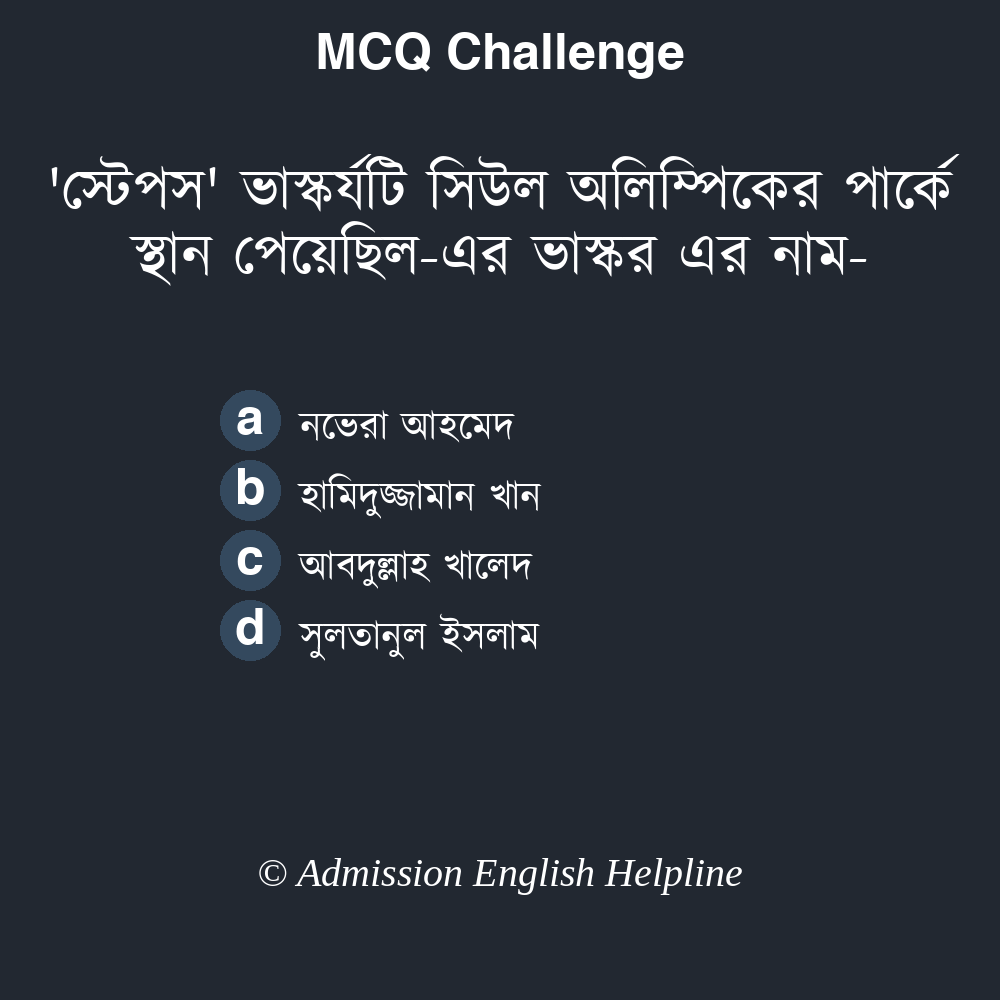 MCQ Challenge
'স্টেপস' ভাস্কর্যটি সিউল অলিম্পিকের পার্কে
স্থান পেয়েছিল-এর ভাস্কর এর নাম-
a নভেরা আহমেদ
b হামিদুজ্জামান খান
c আবদুল্লাহ খালেদ
d সুলতানুল ইসলাম
© Admission English Helpline